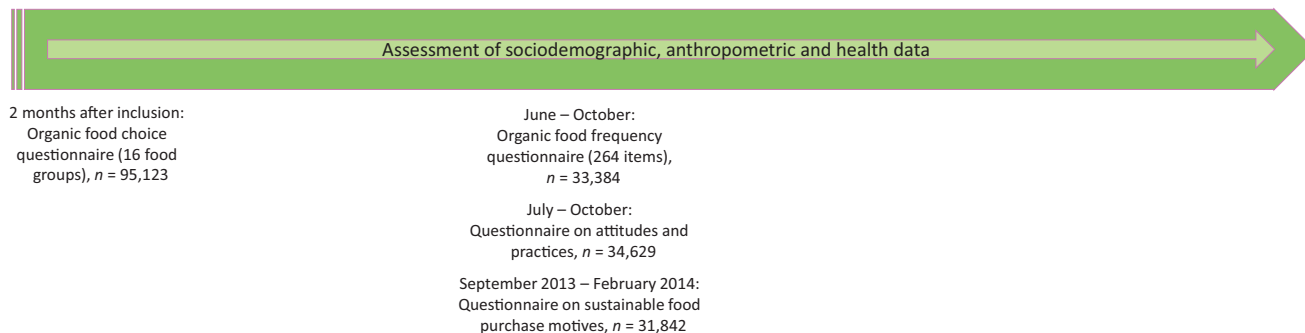 Assessment of sociodemographic, anthropometric and health data
2 months after inclusion:
Organic food choice
questionnaire (16 food
groups), n = 95,123
June – October:
Organic food frequency
questionnaire (264 items),
n = 33,384
July – October:
Questionnaire on attitudes and
practices, n = 34,629
September 2013 – February 2014:
Questionnaire on sustainable food
purchase motives, n = 31,842